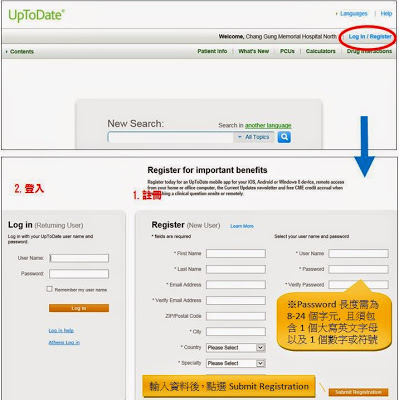 UpToDate®
Languages | Help
Welcome, Chang Gung Memorial Hospital North
Log In / Register
Contents
Patient Info | What's New | PCUs | Calculators | Drug Interactions
New Search:
Search in another language
All Topics
Register for important benefits
Register today for an UpToDate mobile app for your iOS, Android or Windows 8 device, remote access
from your home or office computer, the Current Updates newsletter and free CME credit accrual when
a clinical question onsite or remotely.
2. 登入
1. 註冊
Log in (Returning User)
Log in with your UpToDate user name and
password.
User Name:
Password:
Remember my user name
Log in
Log in help
Athens Log in
Register (New User)
Learn More
* fields are required
* First Name
* Last Name
* Email Address
* Verify Email Address
ZIP/Postal Code
* City
* Country Please Select
* Specialty Please Select
Select your user name and password.
* User Name
* Password
* Verify Password
※Password 長度需為
8-24 個字元, 且須包
含 1 個大寫英文字母
以及 1 個數字或符號
輸入資料後,點選 Submit Registration
Submit Registration